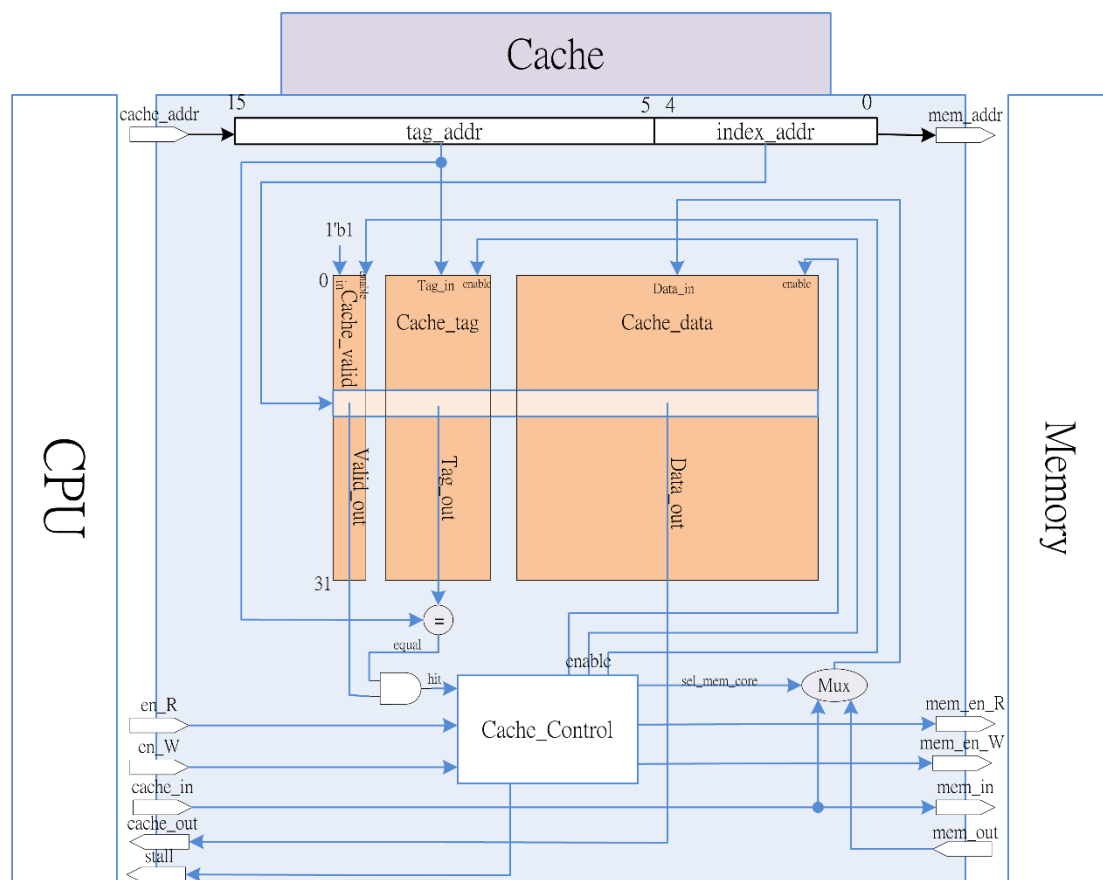 Cache
15
5
4
0
cache_addr
tag_addr
index_addr
mem_addr
1'b1
0
in
enable
Tag_in
enable
Data_in
enable
Cache_valid
Cache_tag
Cache_data
CPU
Memory
Valid_out
Tag_out
Data_out
31
=
equal
hit
enable
sel_mem_core
Mux
Cache_Control
en_R
en_W
cache_in
cache_out
stall
mem_en_R
mem_en_W
mem_in
mem_out